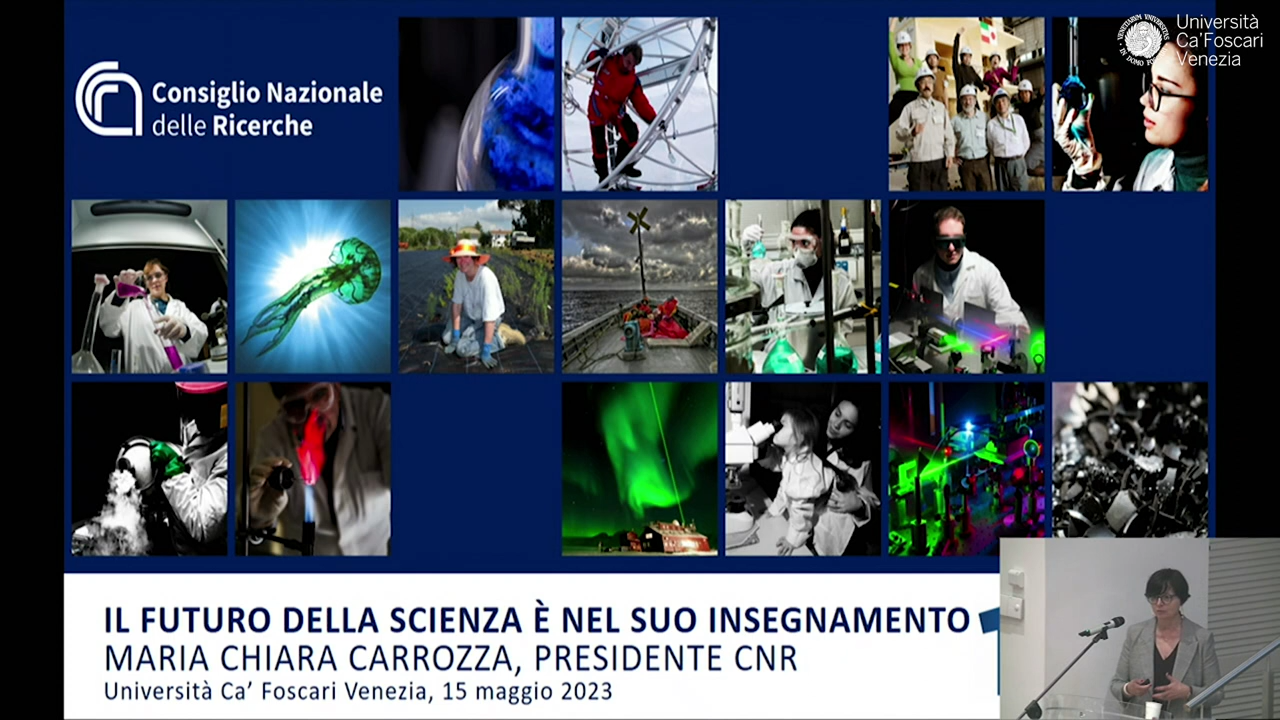 Consiglio Nazionale
delle Ricerche
Università
Ca'Foscari
Venezia
IL FUTURO DELLA SCIENZA È NEL SUO INSEGNAMENTO
MARIA CHIARA CARROZZA, PRESIDENTE CNR
Università Ca' Foscari Venezia, 15 maggio 2023